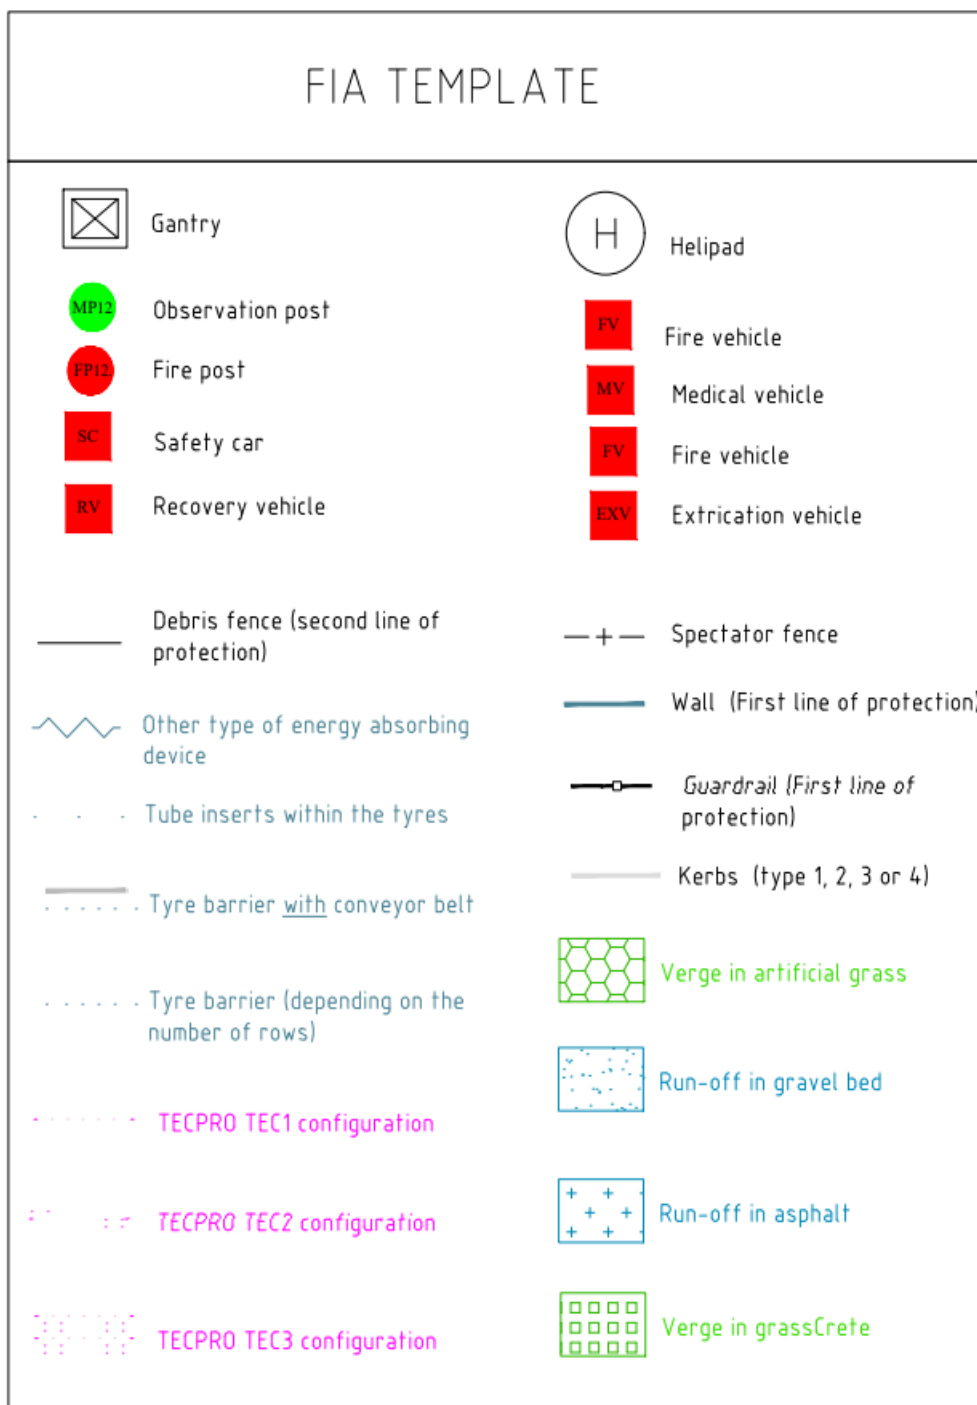 FIA TEMPLATE
Gantry
H
Helipad
MP12
Observation post
FV
Fire vehicle
FP12.
Fire post
MV
Medical vehicle
SC
Safety car
FV
Fire vehicle
RV
Recovery vehicle
EXV
Extrication vehicle
Debris fence (second line of
protection)
Spectator fence
Other type of energy absorbing
device
Wall (First line of protection)
Tube inserts within the tyres
Guardrail (First line of
protection)
Tyre barrier with conveyor belt
Kerbs (type 1, 2, 3 or 4)
Tyre barrier (depending on the
number of rows)
Verge in artificial grass
TECPRO TEC1 configuration
Run-off in gravel bed
TECPRO TEC2 configuration
Run-off in asphalt
TECPRO TEC3 configuration
Verge in grassCrete